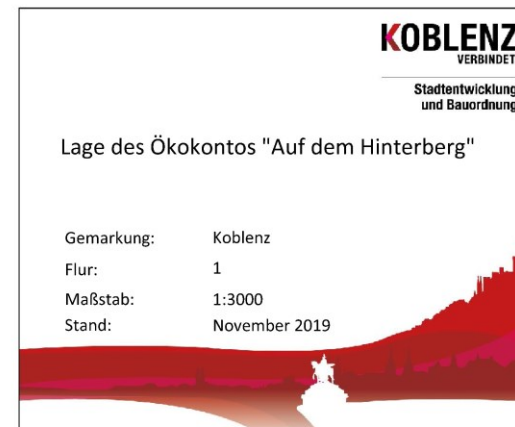 KOBLENZ
VERBINDET
Stadtentwicklung
und Bauordnung
Lage des Ökokontos "Auf dem Hinterberg"
Gemarkung: Koblenz
Flur: 1
Maßstab: 1:3000
Stand: November 2019